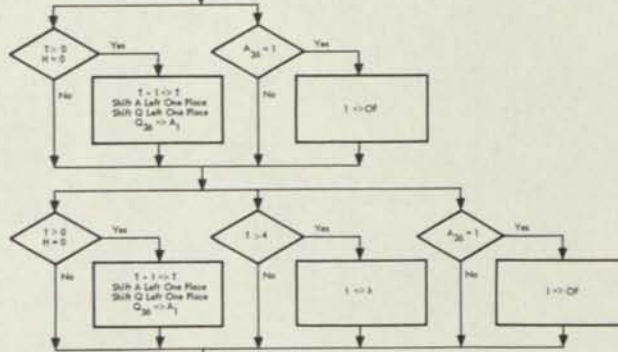 T > 0
H = 0
Yes
No
T - 1 => T
Shift A Left One Place
Shift Q Left One Place
Q36 => A1
A36 = 1
Yes
No
1 => OF
T > 0
H = 0
Yes
No
T - 1 => T
Shift A Left One Place
Shift Q Left One Place
Q36 => A1
T > 4
Yes
No
A36 = 1
Yes
No
1 => OF